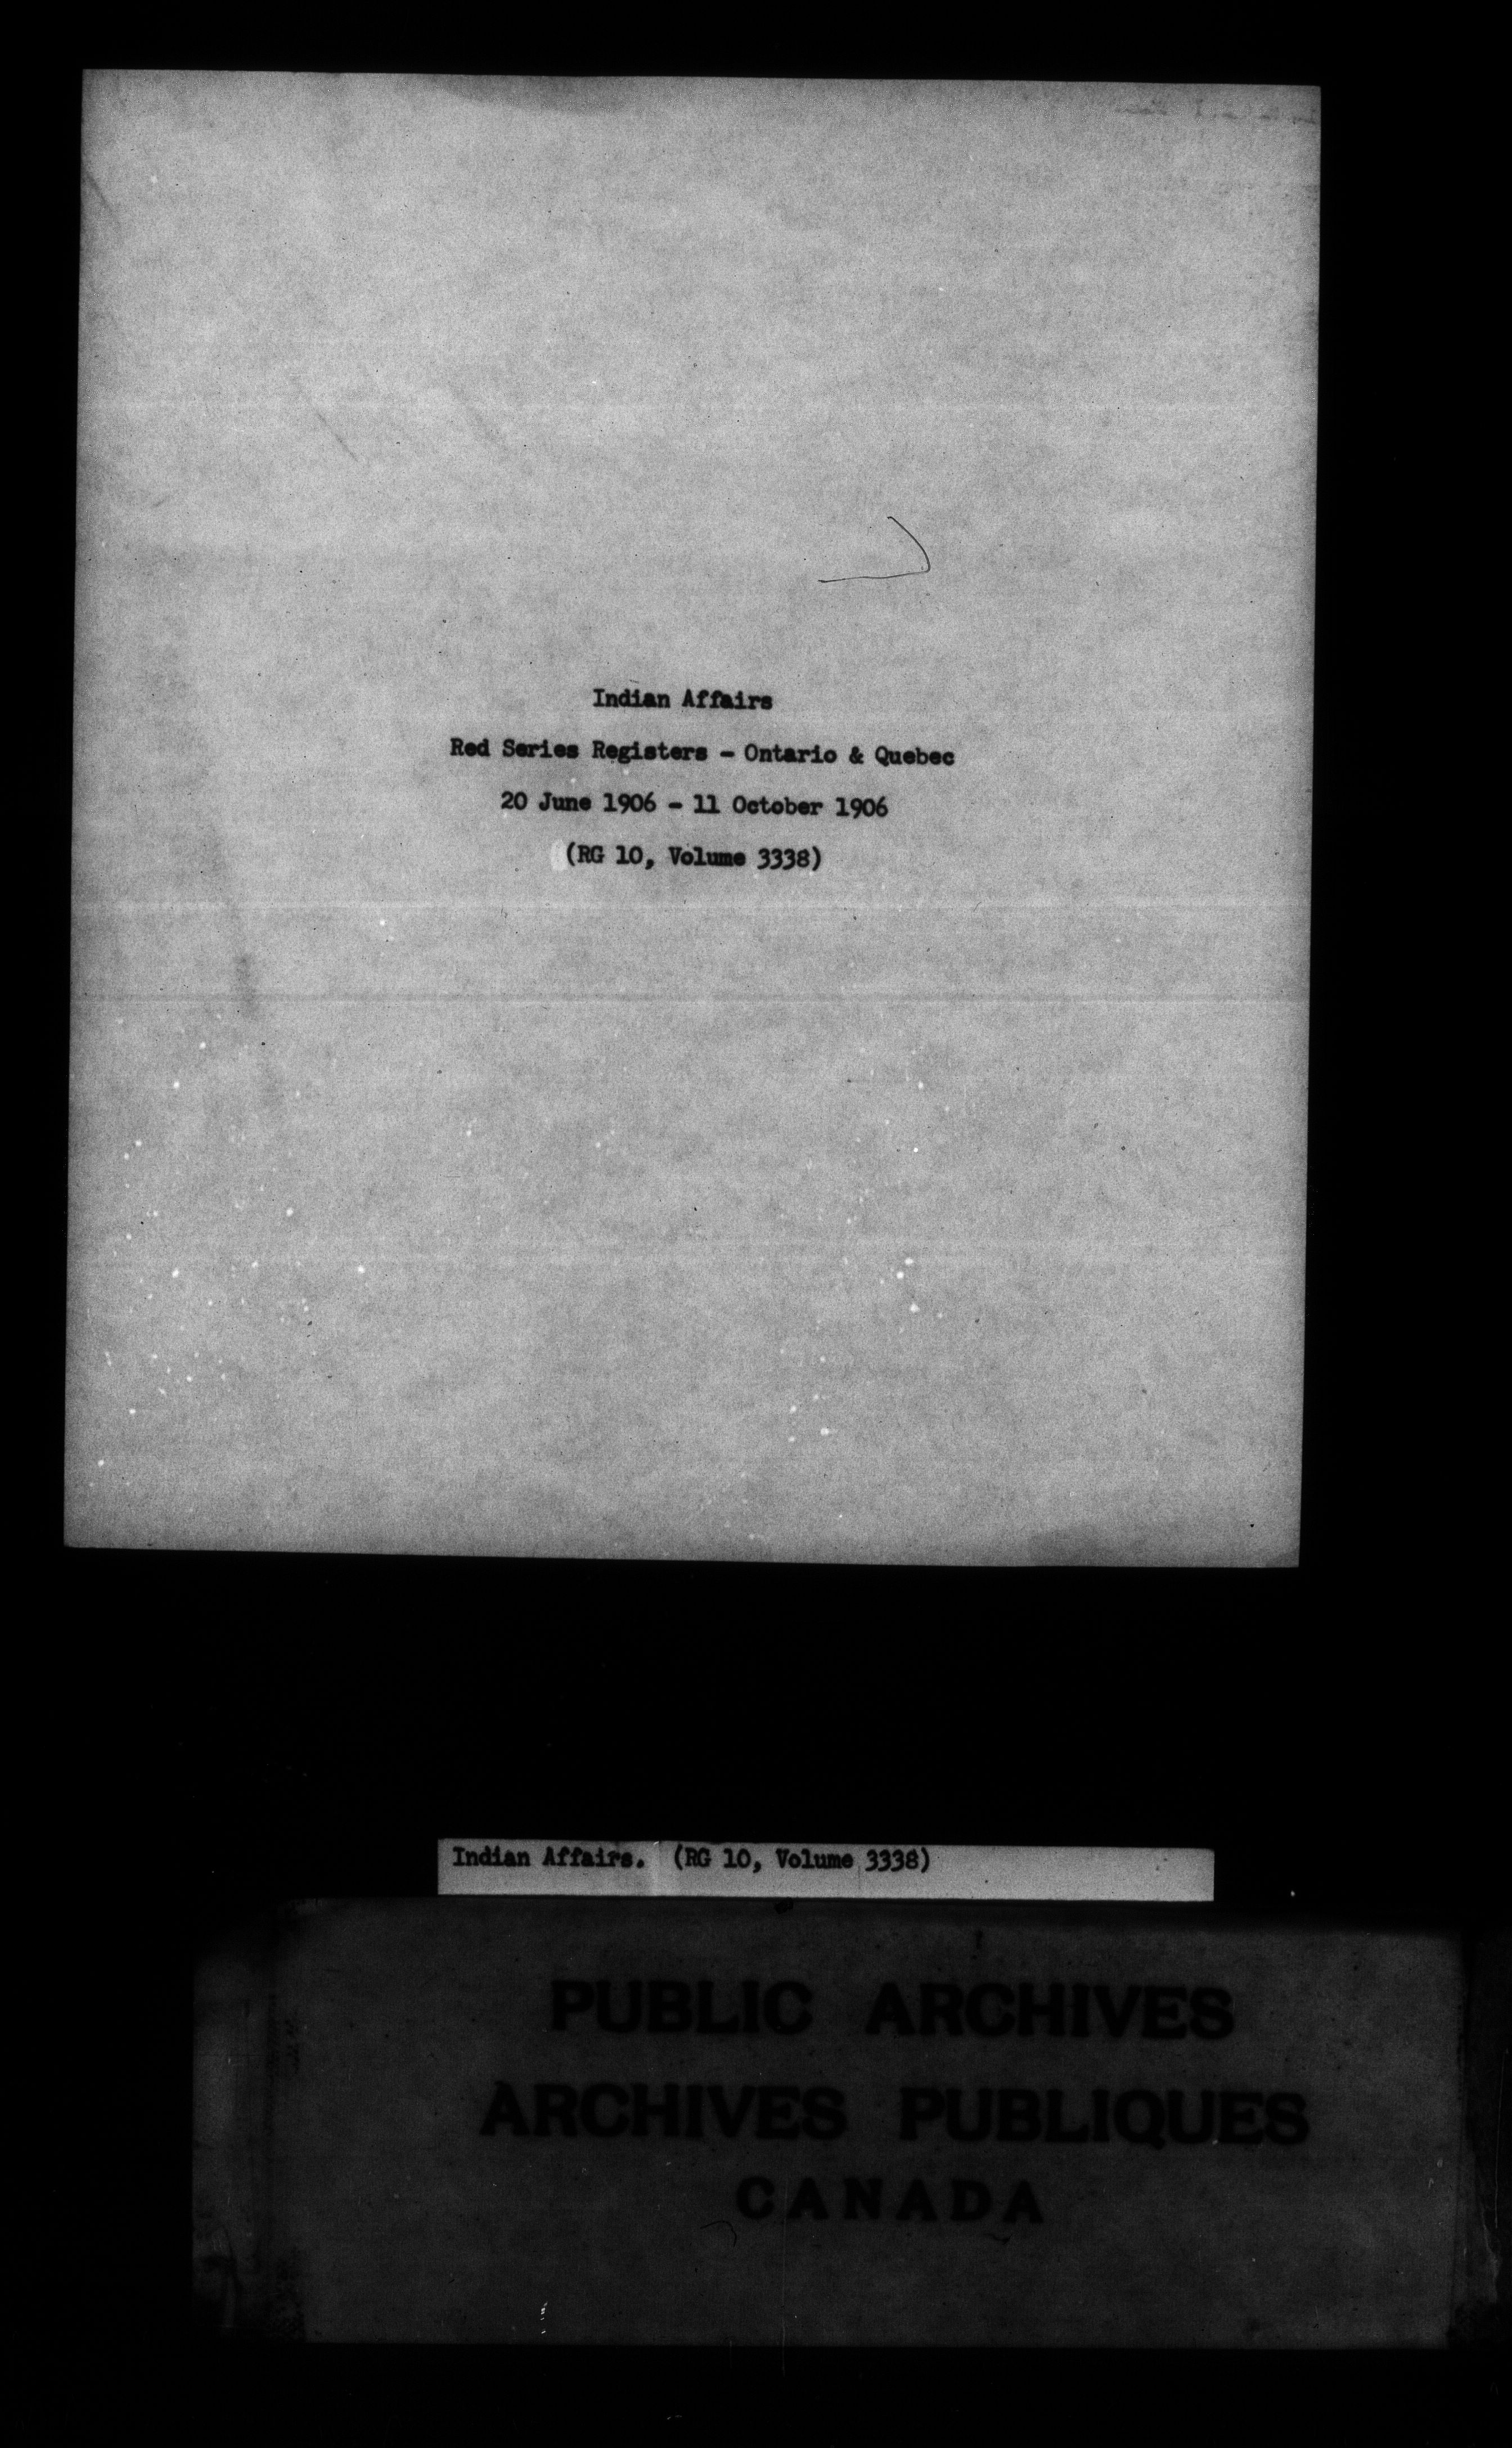 Indian Affairs
Red Series Registers - Ontario & Quebec
20 June 1906 - 11 October 1906
(RG 10, Volume 3338)
Indian Affairs. (RG 10, Volume 3338)
PUBLIC ARCHIVES
ARCHIVES PUBLIQUES
CANADA